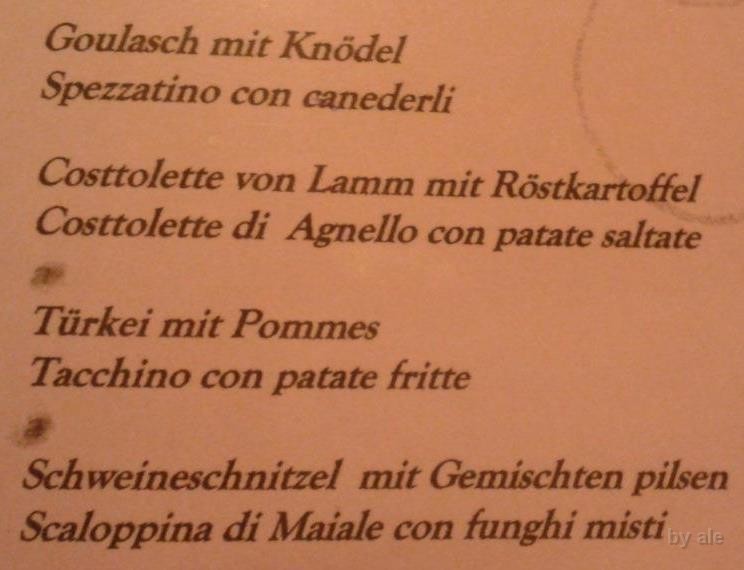 Goulasch mit Knödel
Spezzatino con canederli
Costtolette von Lamm mit Röstkartoffel
Costtolette di Agnello con patate saltate
Türkei mit Pommes
Tacchino con patate fritte
Schweineschnitzel mit Gemischten pilsen
Scaloppina di Maiale con funghi misti
by ale